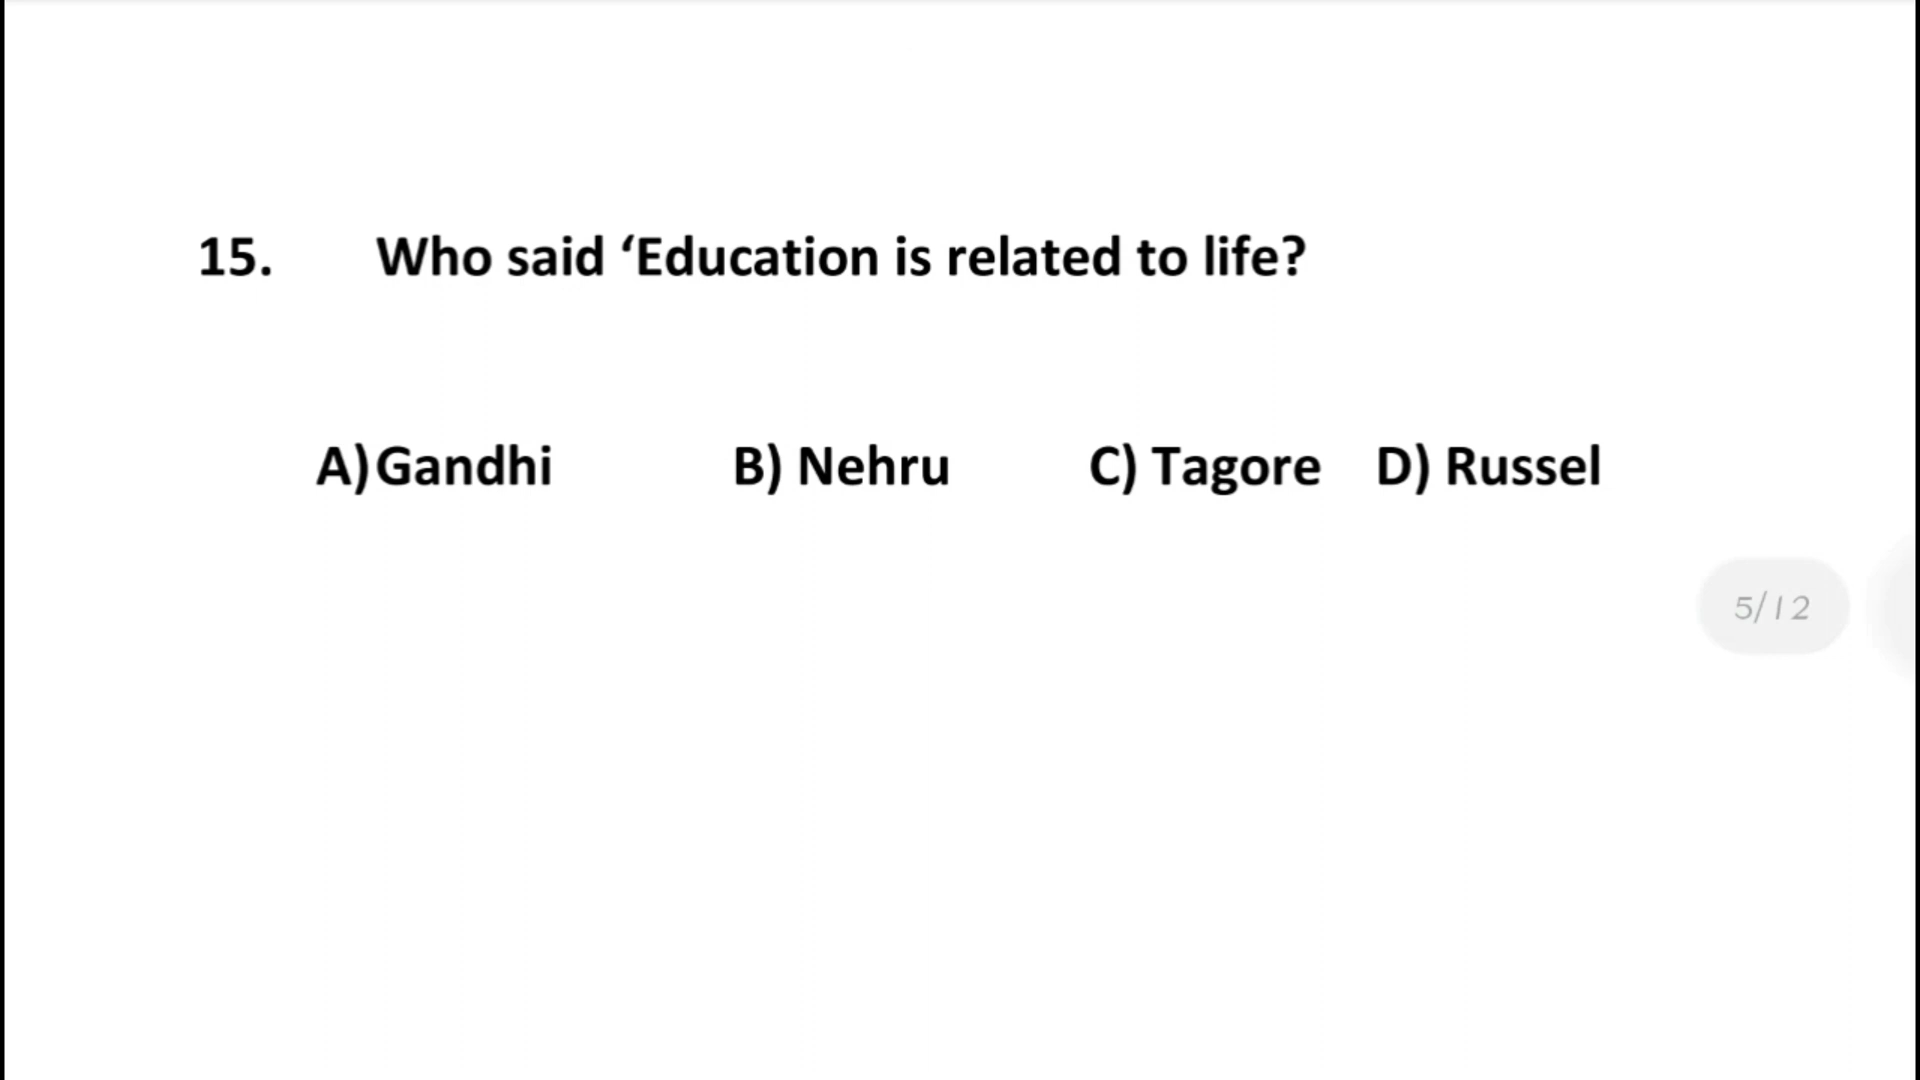 15. Who said ‘Education is related to life?
A)Gandhi B) Nehru C) Tagore D) Russel
5/12